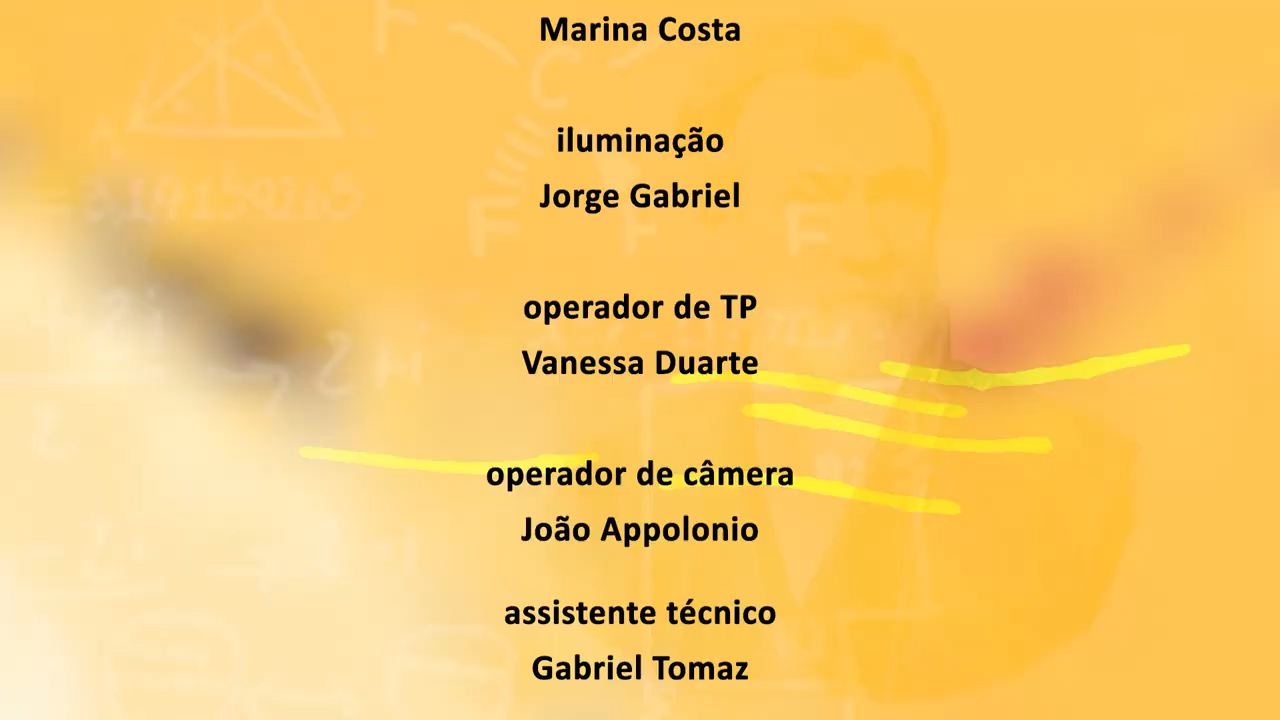 Marina Costa
iluminação
Jorge Gabriel
operador de TP
Vanessa Duarte
operador de câmera
João Appolonio
assistente técnico
Gabriel Tomaz